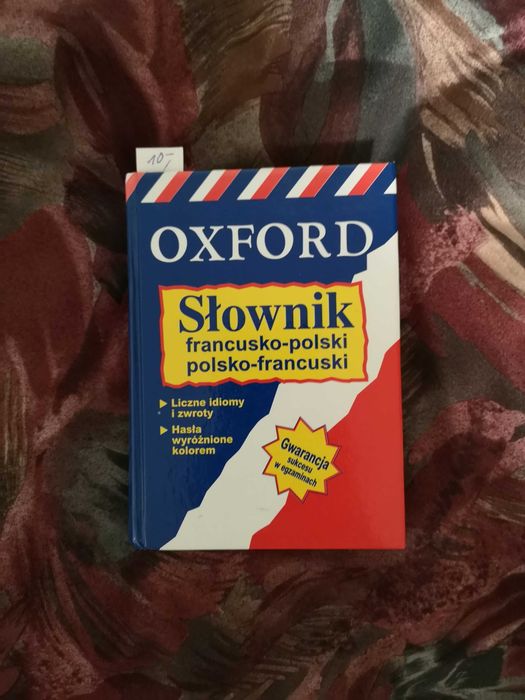 10,-
OXFORD
Słownik
francusko-polski
polsko-francuski
Liczne idiomy
i zwroty
Hasła
wyróżnione
kolorem
Gwarancja
sukcesu
w egzaminach